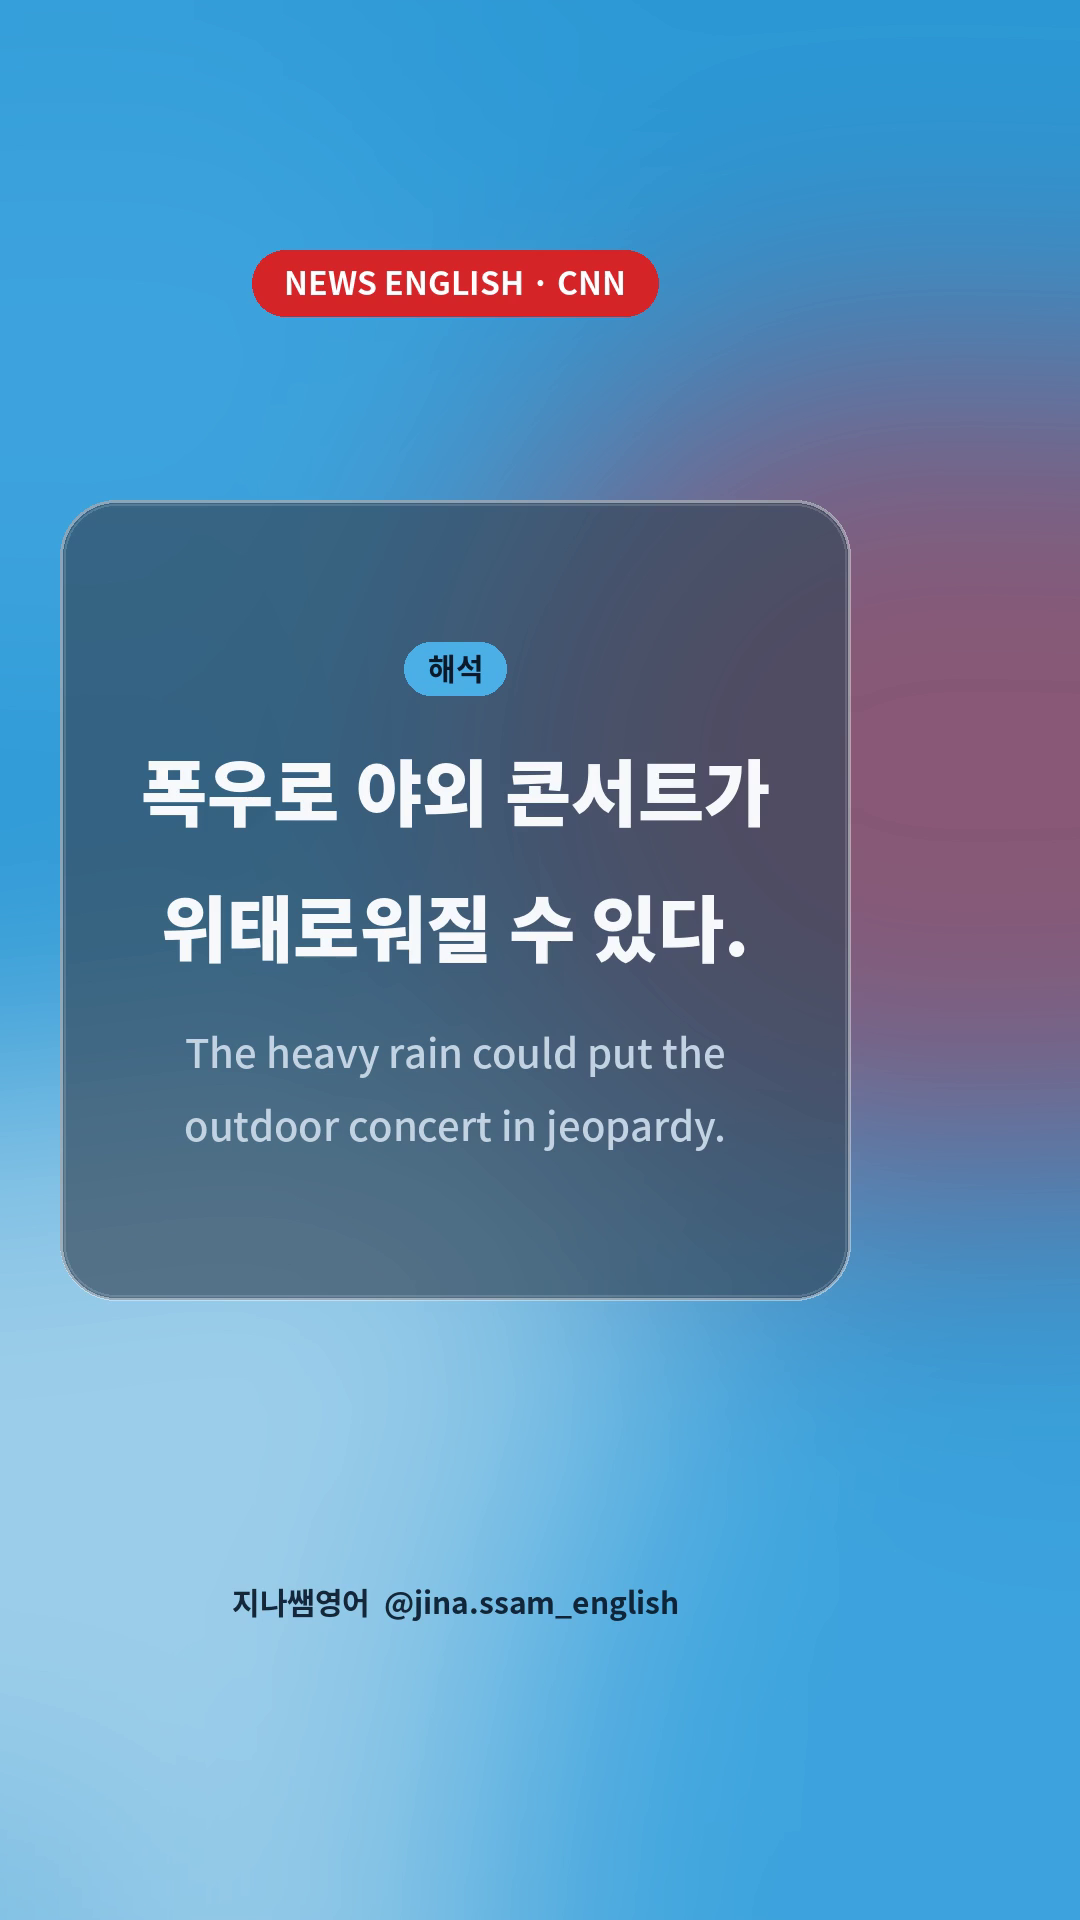 NEWS ENGLISH · CNN
해석
폭우로 야외 콘서트가
위태로워질 수 있다.
The heavy rain could put the
outdoor concert in jeopardy.
지나쌤영어 @jina.ssam_english